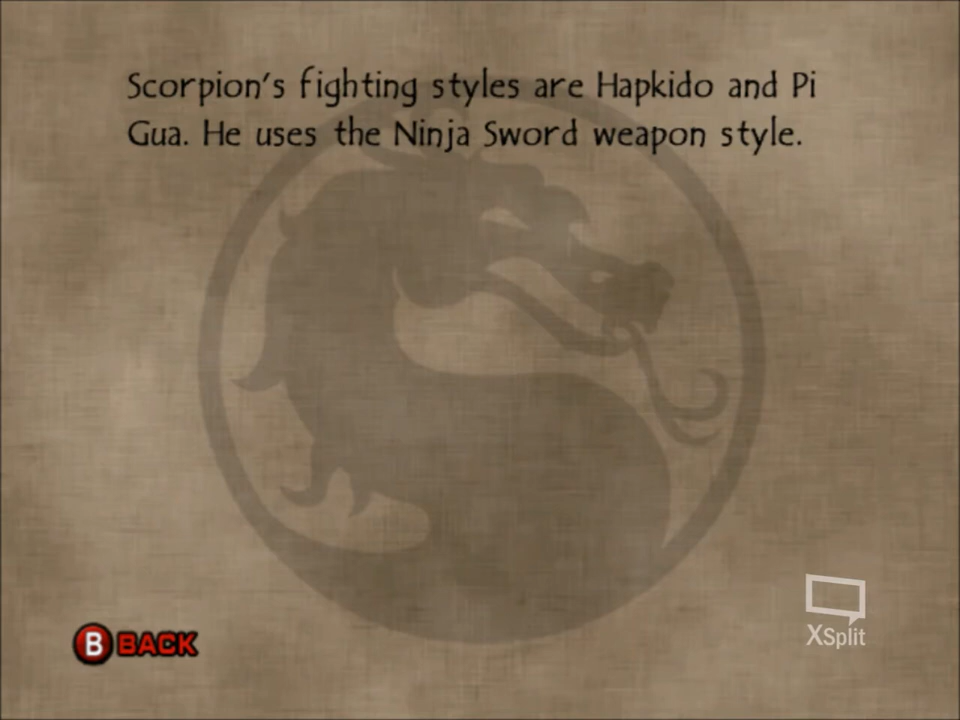 Scorpion's fighting styles are Hapkido and Pi
Gua. He uses the Ninja Sword weapon style.
B BACK
XSplit